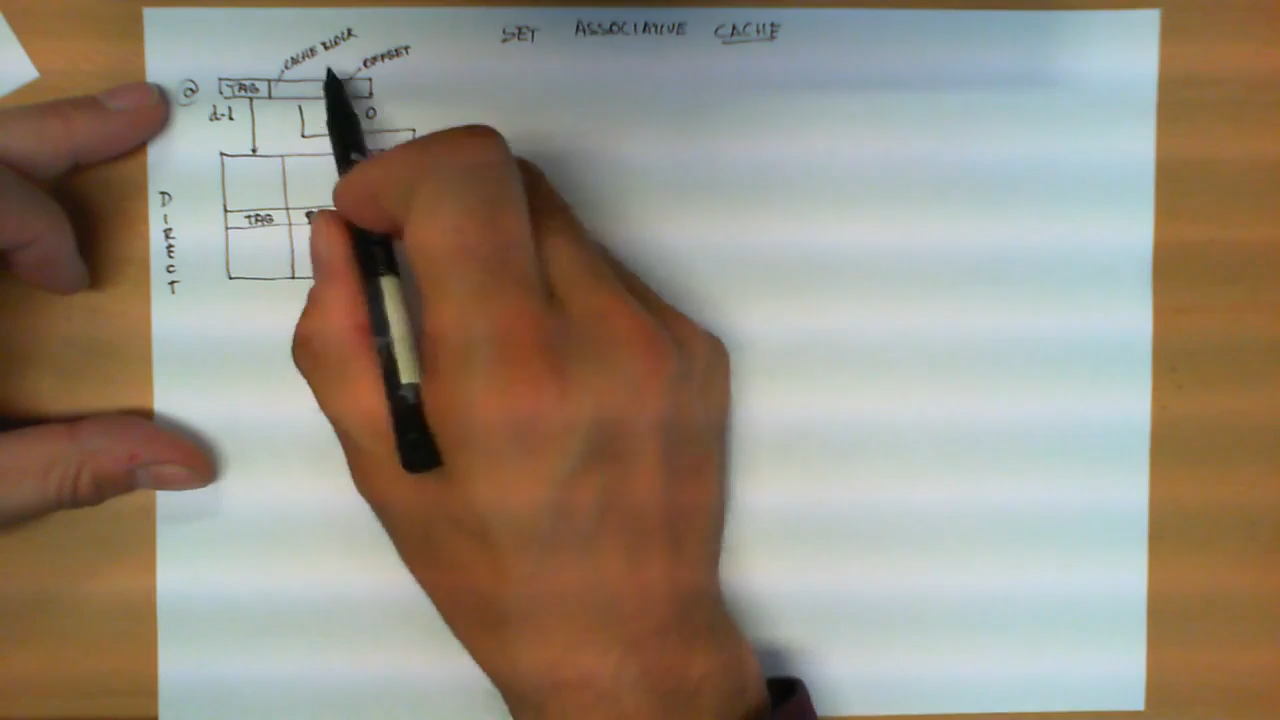 SET ASSOCIATIVE CACHE
CACHE BLOCK
OFFSET
@ TAG
d-1 0
TAG
DIRECT